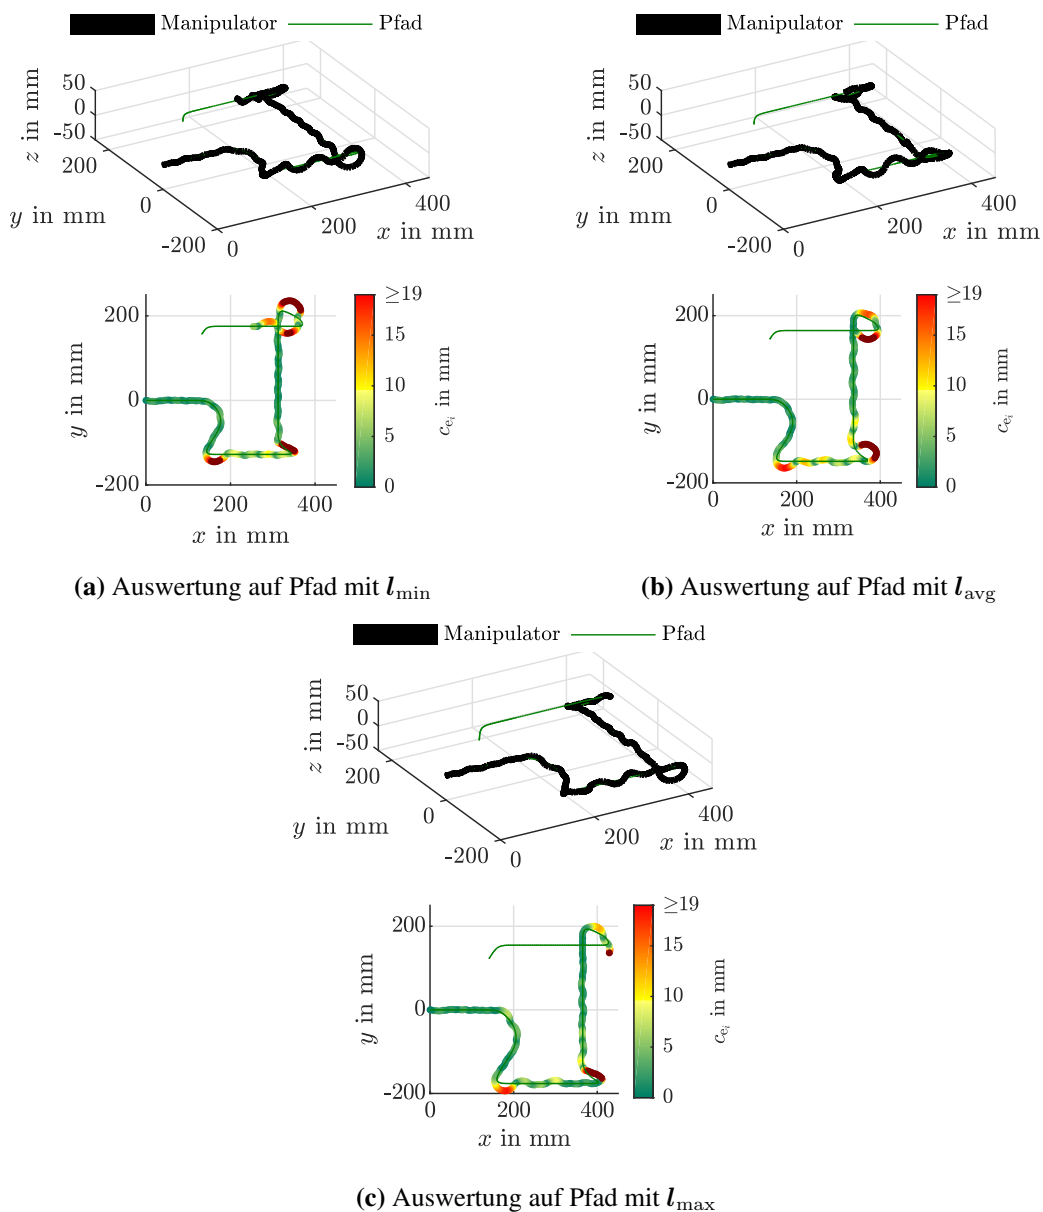 Manipulator Pfad
50
0
-50
z in mm
200
0
-200
y in mm
0
200
400
x in mm
200
0
-200
y in mm
0 200 400
x in mm
≥19
15
10
5
0
c_{e_i} in mm
(a) Auswertung auf Pfad mit l_min
Manipulator Pfad
50
0
-50
z in mm
200
0
-200
y in mm
0
200
400
x in mm
200
0
-200
y in mm
0 200 400
x in mm
≥19
15
10
5
0
c_{e_i} in mm
(b) Auswertung auf Pfad mit l_avg
Manipulator Pfad
50
0
-50
z in mm
200
0
-200
y in mm
0
200
400
x in mm
200
0
-200
y in mm
0 200 400
x in mm
≥19
15
10
5
0
c_{e_i} in mm
(c) Auswertung auf Pfad mit l_max